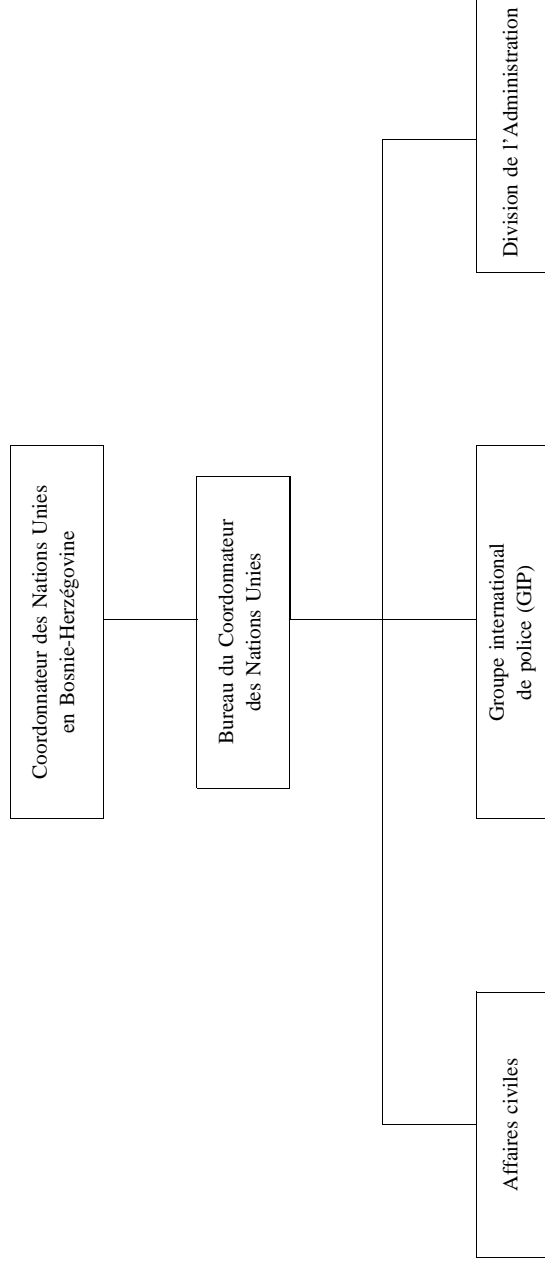 Coordonnateur des Nations Unies
en Bosnie-Herzégovine
Bureau du Coordonnateur
des Nations Unies
Affaires civiles
Groupe international
de police (GIP)
Division de l'Administration